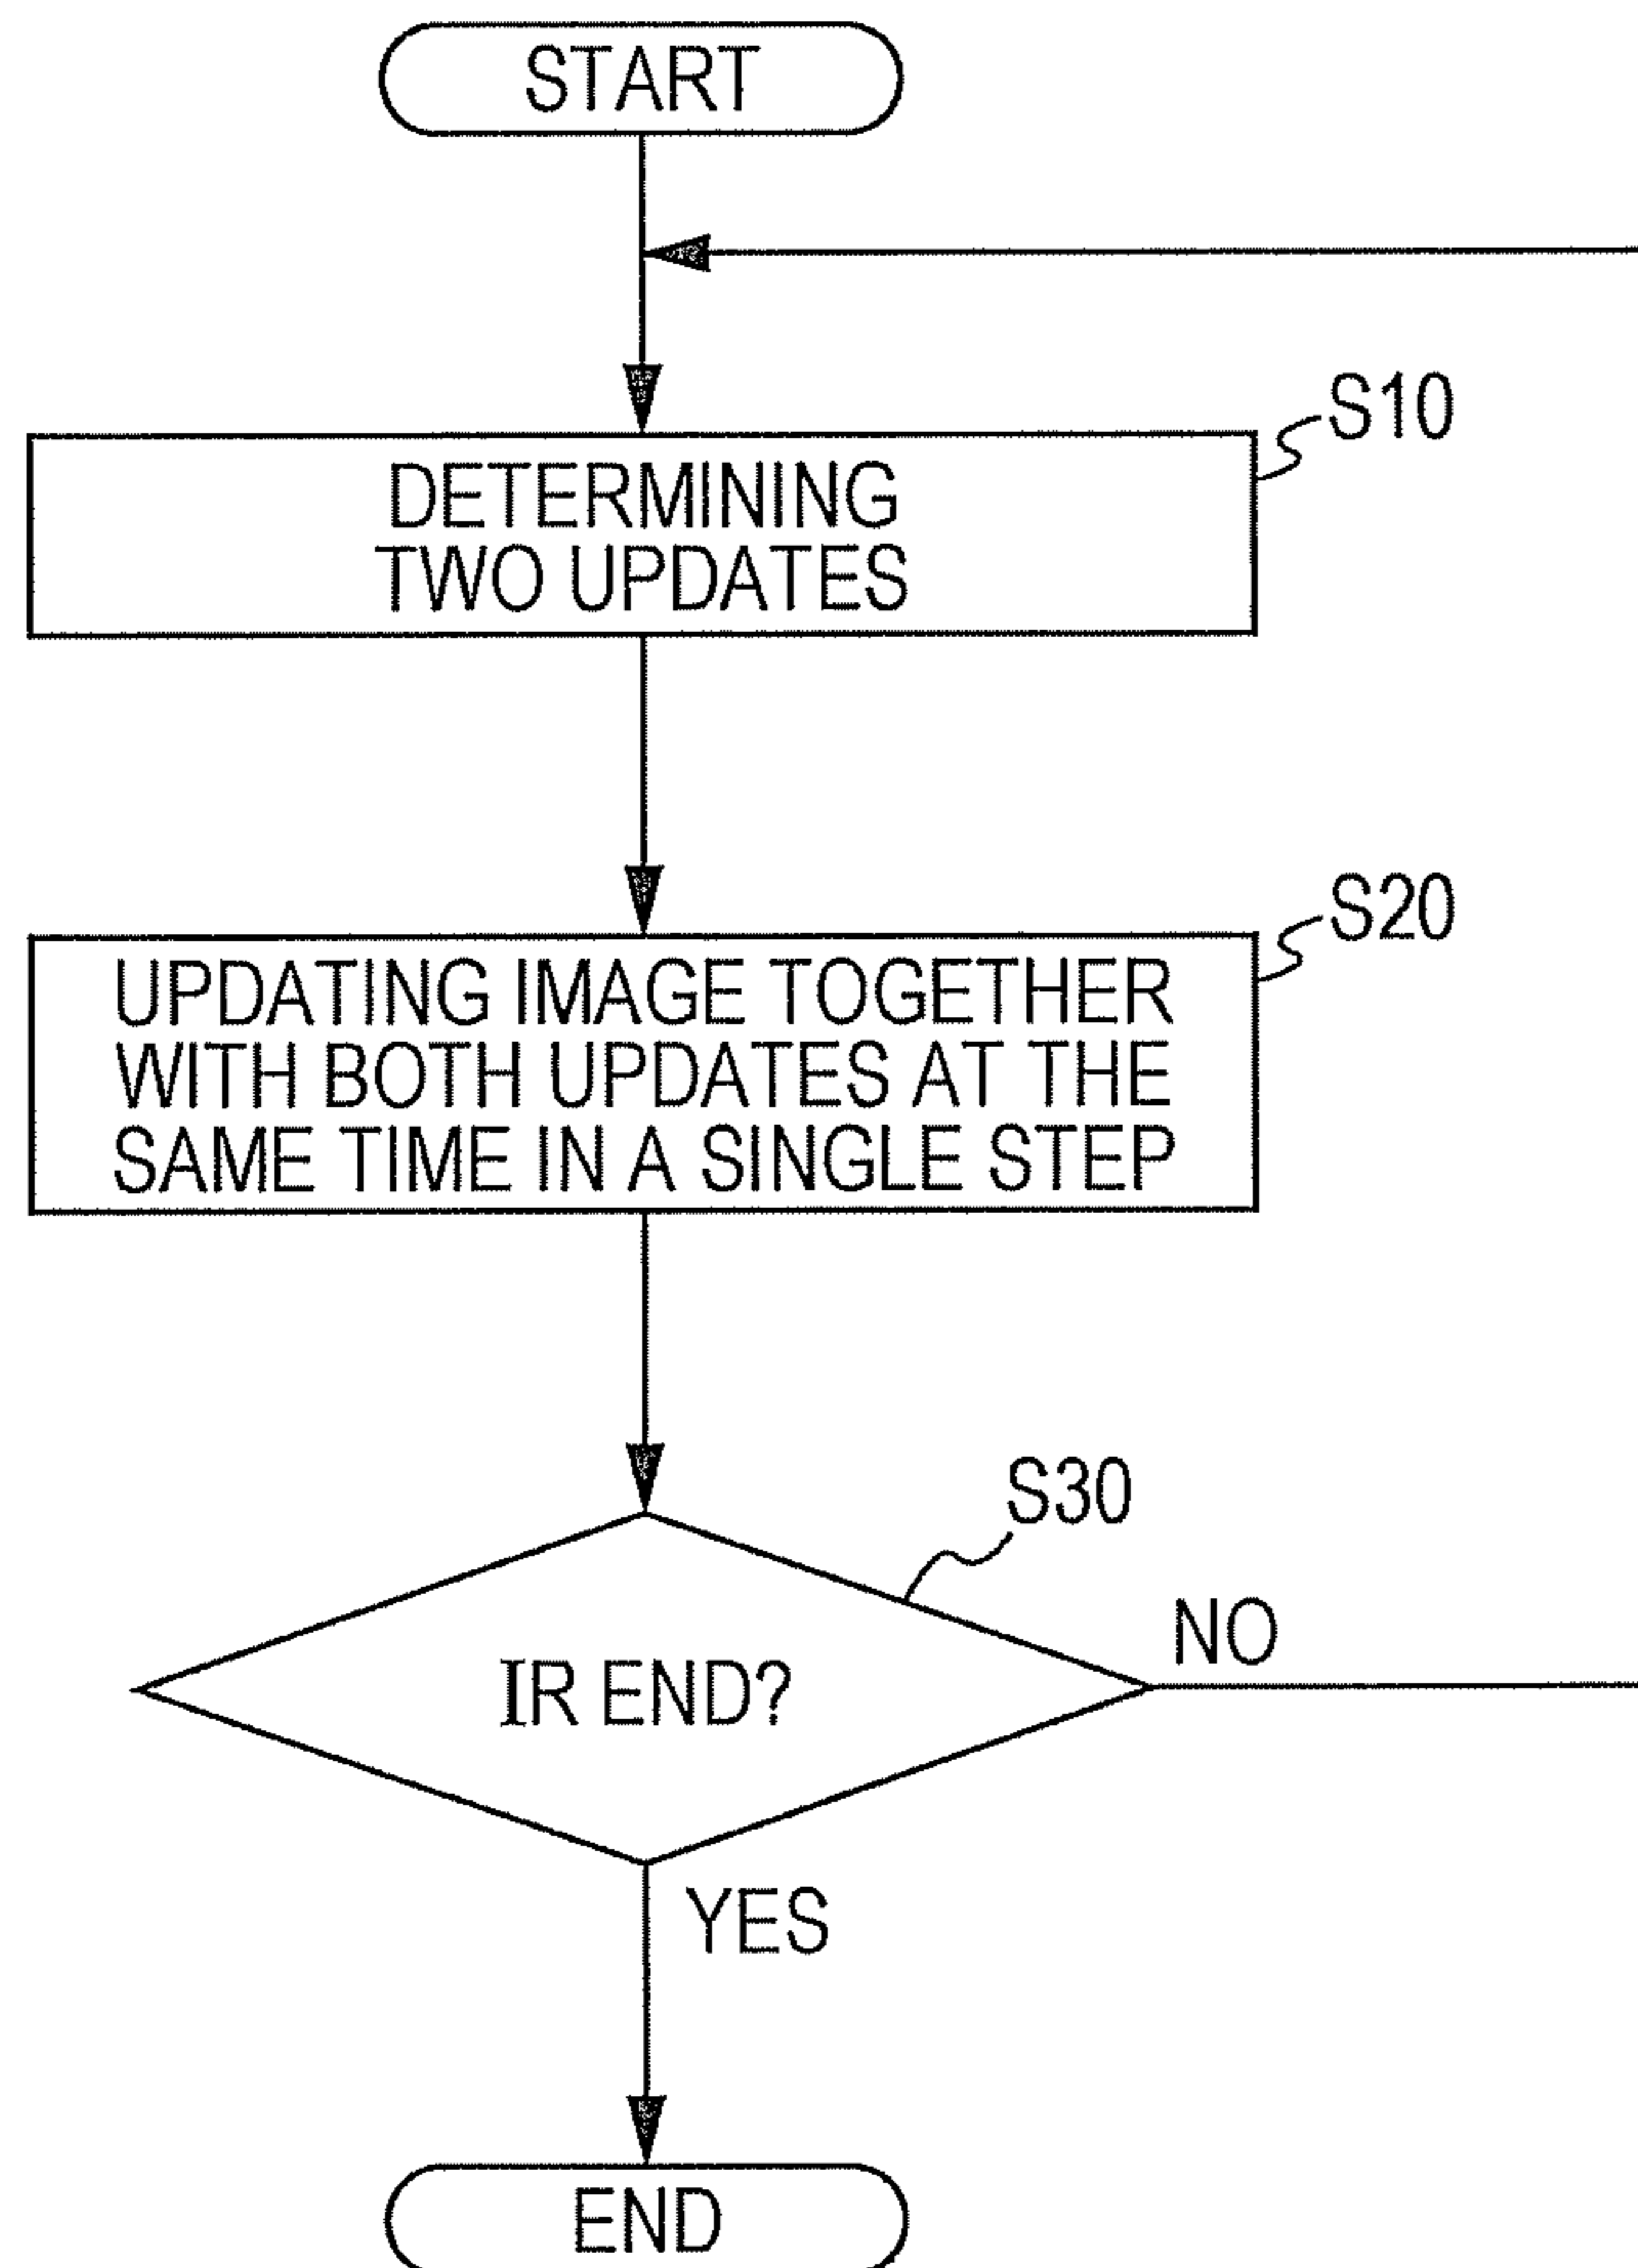 START
S10
DETERMINING
TWO UPDATES
S20
UPDATING IMAGE TOGETHER
WITH BOTH UPDATES AT THE
SAME TIME IN A SINGLE STEP
S30
IR END?
NO
YES
END